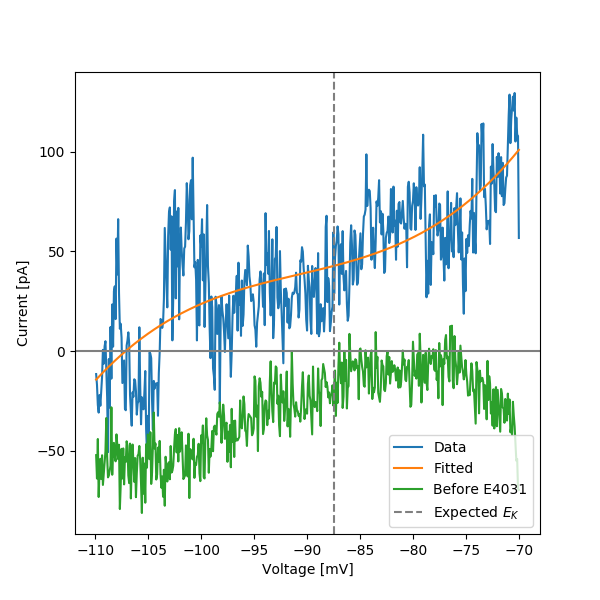 100
50
0
−50
Current [pA]
−110
−105
−100
−95
−90
−85
−80
−75
−70
Voltage [mV]
Data
Fitted
Before E4031
Expected E_K